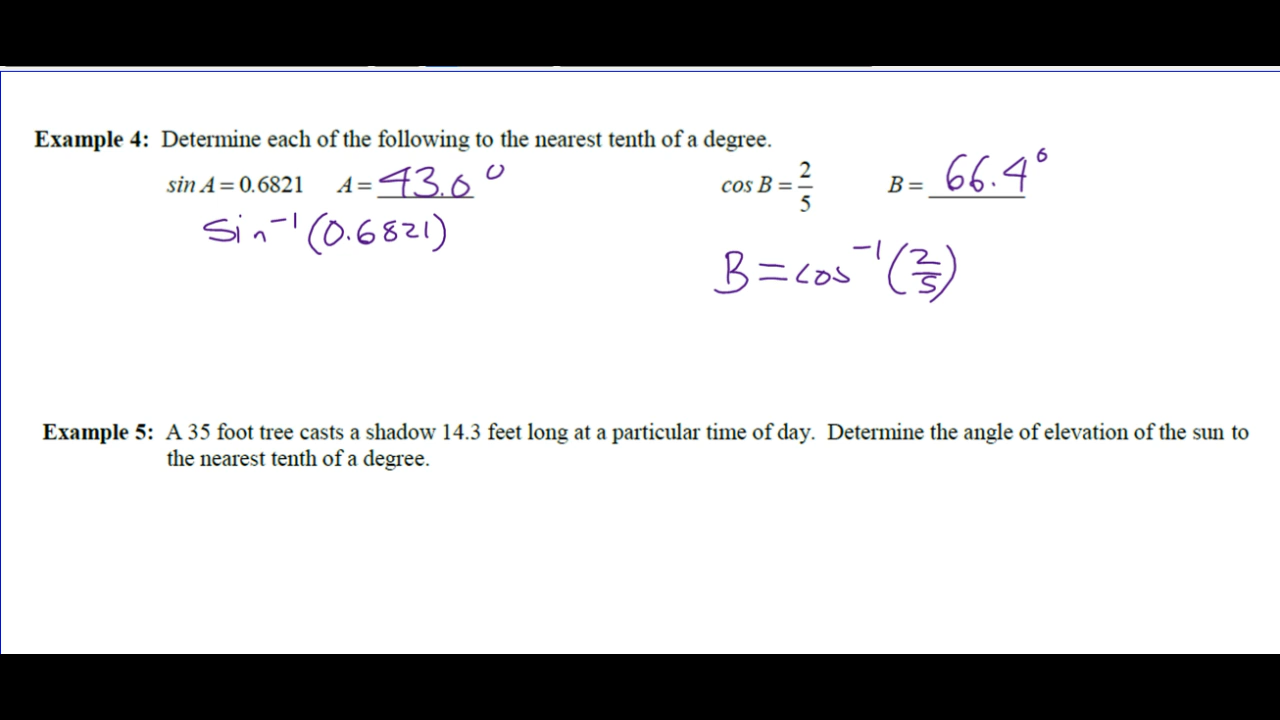 Example 4: Determine each of the following to the nearest tenth of a degree.
sin A = 0.6821 A = 43.0° cos B = 2/5 B = 66.4°
Sin⁻¹(0.6821)
B = cos⁻¹(2/5)
Example 5: A 35 foot tree casts a shadow 14.3 feet long at a particular time of day. Determine the angle of elevation of the sun to
the nearest tenth of a degree.